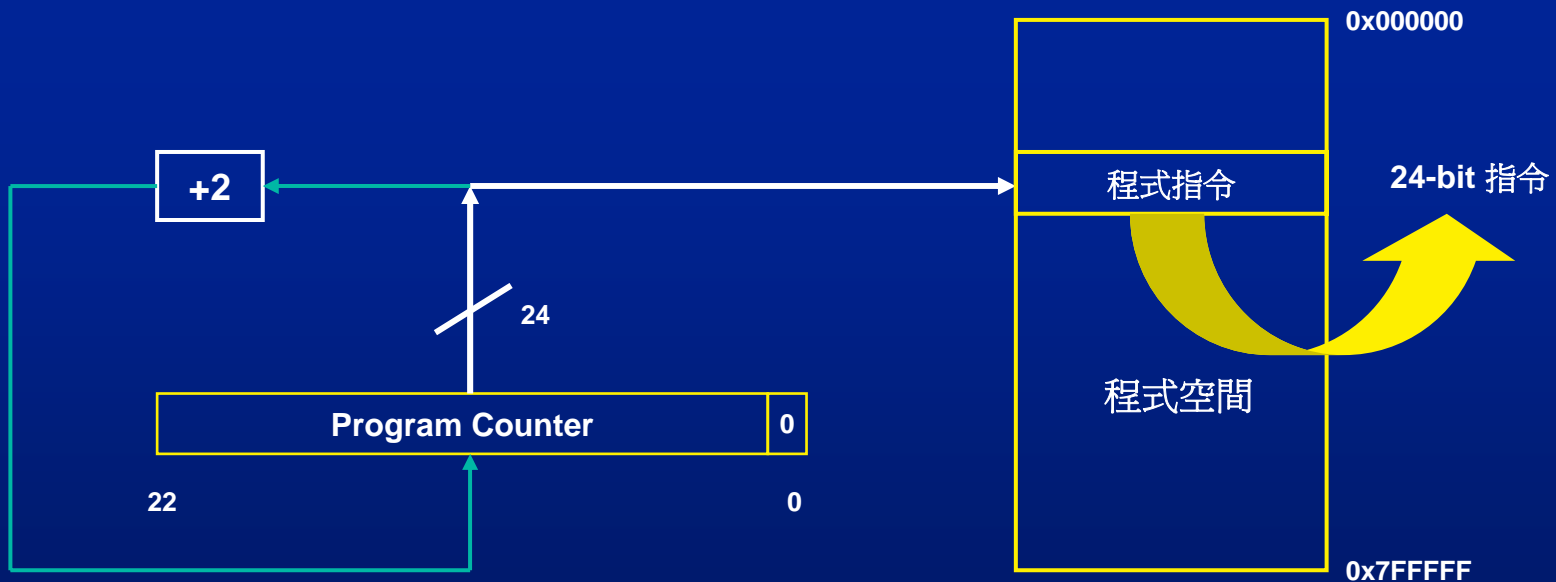 0x000000
+2
程式指令
24-bit 指令
24
程式空間
Program Counter
0
22
0
0x7FFFFF